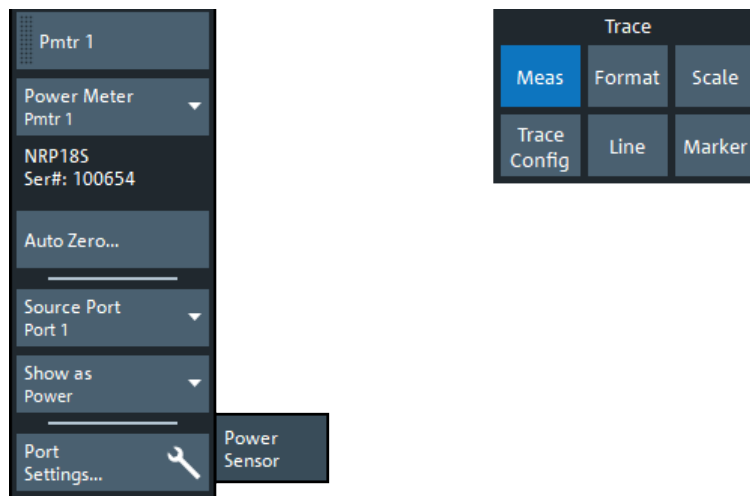 Pmtr 1
Power Meter
Pmtr 1
NRP18S
Ser#: 100654
Auto Zero...
Source Port
Port 1
Show as
Power
Port
Settings...
Power
Sensor
Trace
Meas
Format
Scale
Trace
Config
Line
Marker